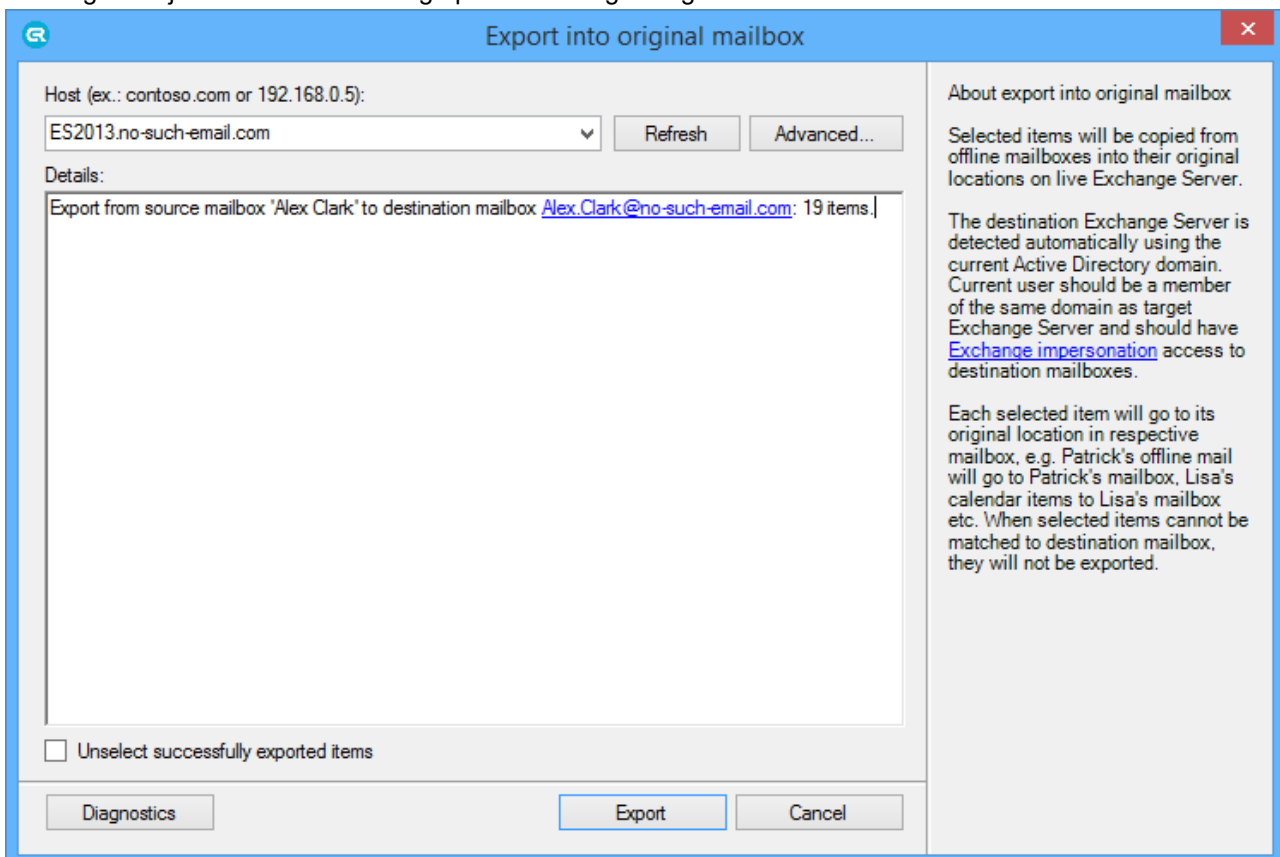 Export into original mailbox
Host (ex.: contoso.com or 192.168.0.5):
ES2013.no-such-email.com
Refresh
Advanced...
Details:
Export from source mailbox 'Alex Clark' to destination mailbox Alex.Clark@no-such-email.com: 19 items.
Unselect successfully exported items
Diagnostics
Export
Cancel
About export into original mailbox
Selected items will be copied from
offline mailboxes into their original
locations on live Exchange Server.
The destination Exchange Server is
detected automatically using the
current Active Directory domain.
Current user should be a member
of the same domain as target
Exchange Server and should have
Exchange impersonation access to
destination mailboxes.
Each selected item will go to its
original location in respective
mailbox, e.g. Patrick's offline mail
will go to Patrick's mailbox, Lisa's
calendar items to Lisa's mailbox
etc. When selected items cannot be
matched to destination mailbox,
they will not be exported.